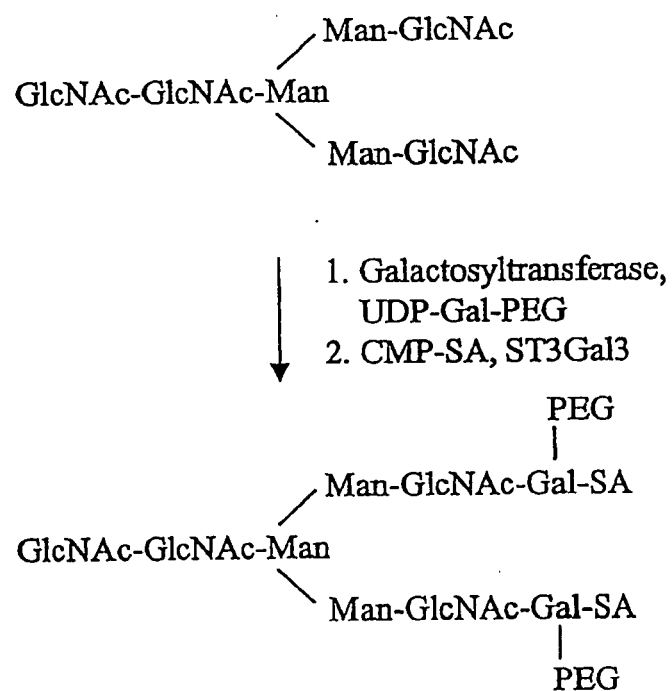 Man-GlcNAc
GlcNAc-GlcNAc-Man
Man-GlcNAc
1. Galactosyltransferase,
UDP-Gal-PEG
2. CMP-SA, ST3Gal3
PEG
Man-GlcNAc-Gal-SA
GlcNAc-GlcNAc-Man
Man-GlcNAc-Gal-SA
PEG